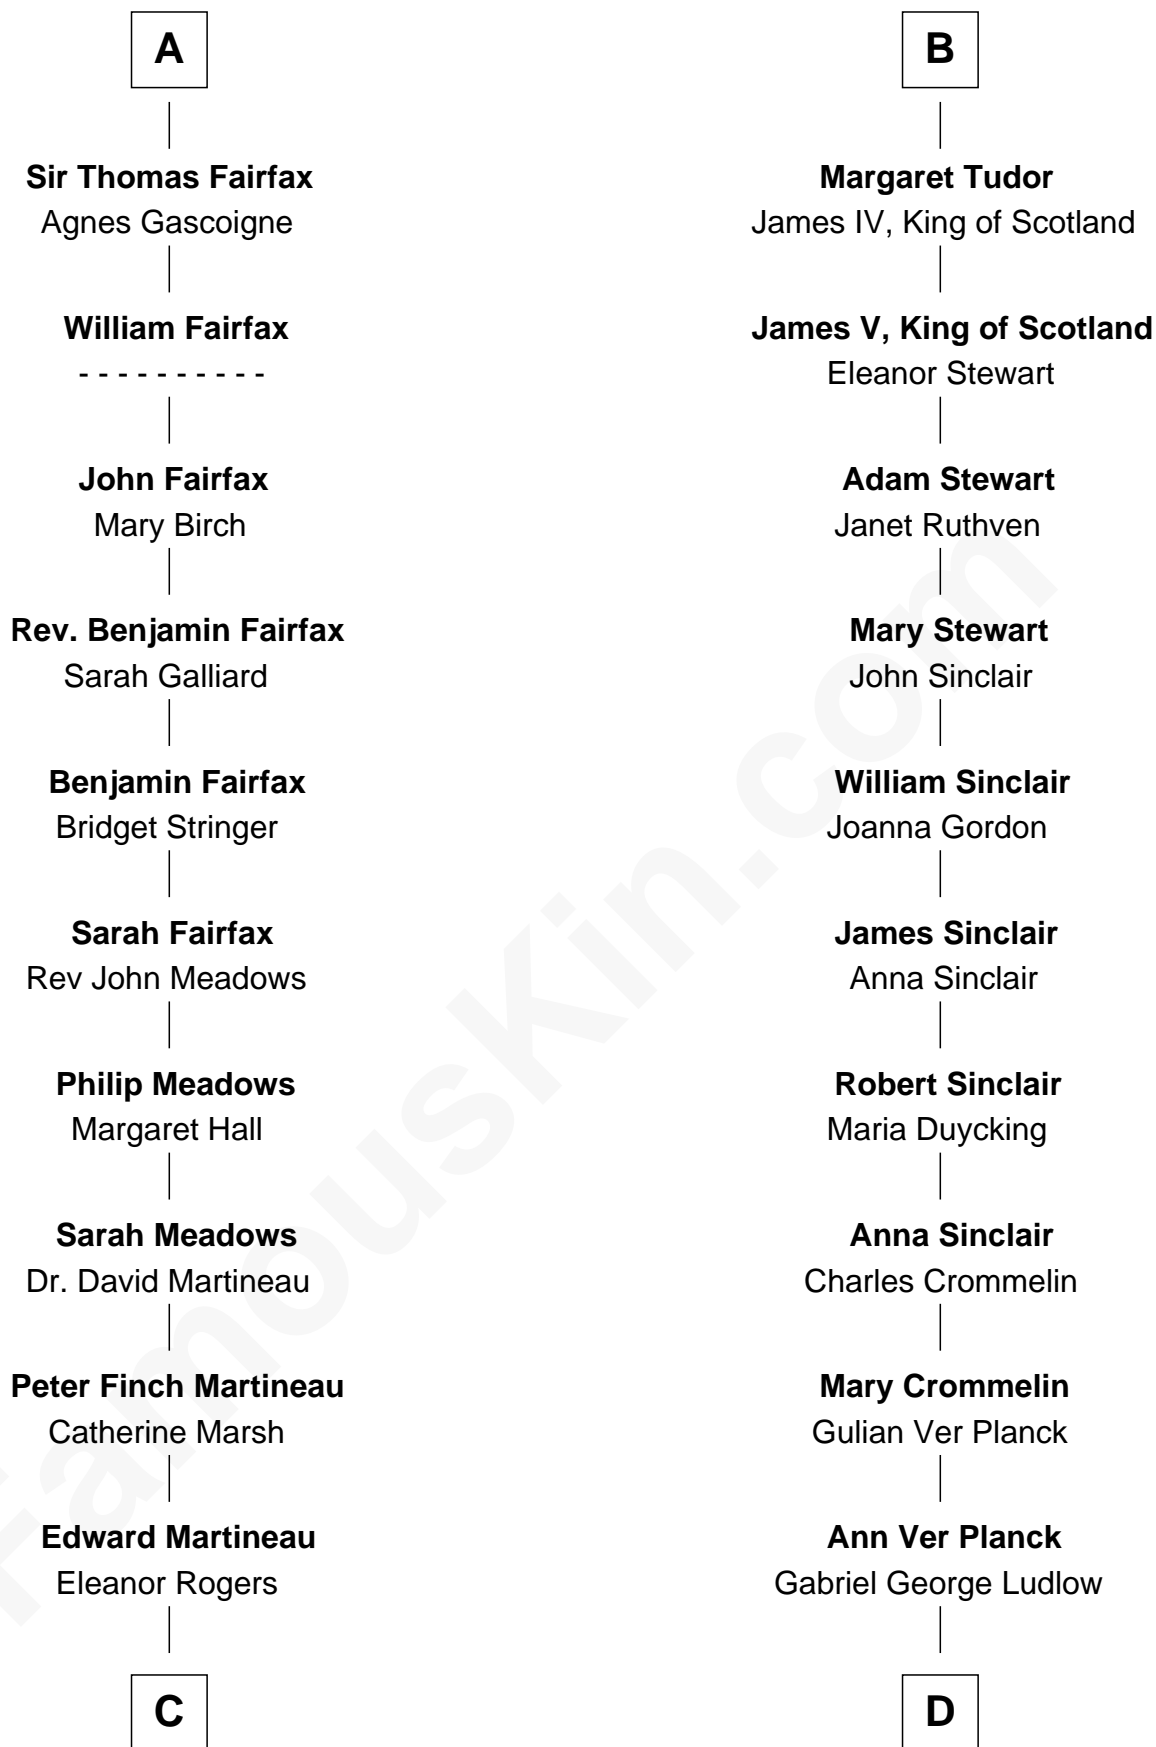 A
Sir Thomas Fairfax
Agnes Gascoigne
William Fairfax
- - - - - - - - - -
John Fairfax
Mary Birch
Rev. Benjamin Fairfax
Sarah Galliard
Benjamin Fairfax
Bridget Stringer
Sarah Fairfax
Rev John Meadows
Philip Meadows
Margaret Hall
Sarah Meadows
Dr. David Martineau
Peter Finch Martineau
Catherine Marsh
Edward Martineau
Eleanor Rogers
C
B
Margaret Tudor
James IV, King of Scotland
James V, King of Scotland
Eleanor Stewart
Adam Stewart
Janet Ruthven
Mary Stewart
John Sinclair
William Sinclair
Joanna Gordon
James Sinclair
Anna Sinclair
Robert Sinclair
Maria Duycking
Anna Sinclair
Charles Crommelin
Mary Crommelin
Gulian Ver Planck
Ann Ver Planck
Gabriel George Ludlow
D
FamousKin.com